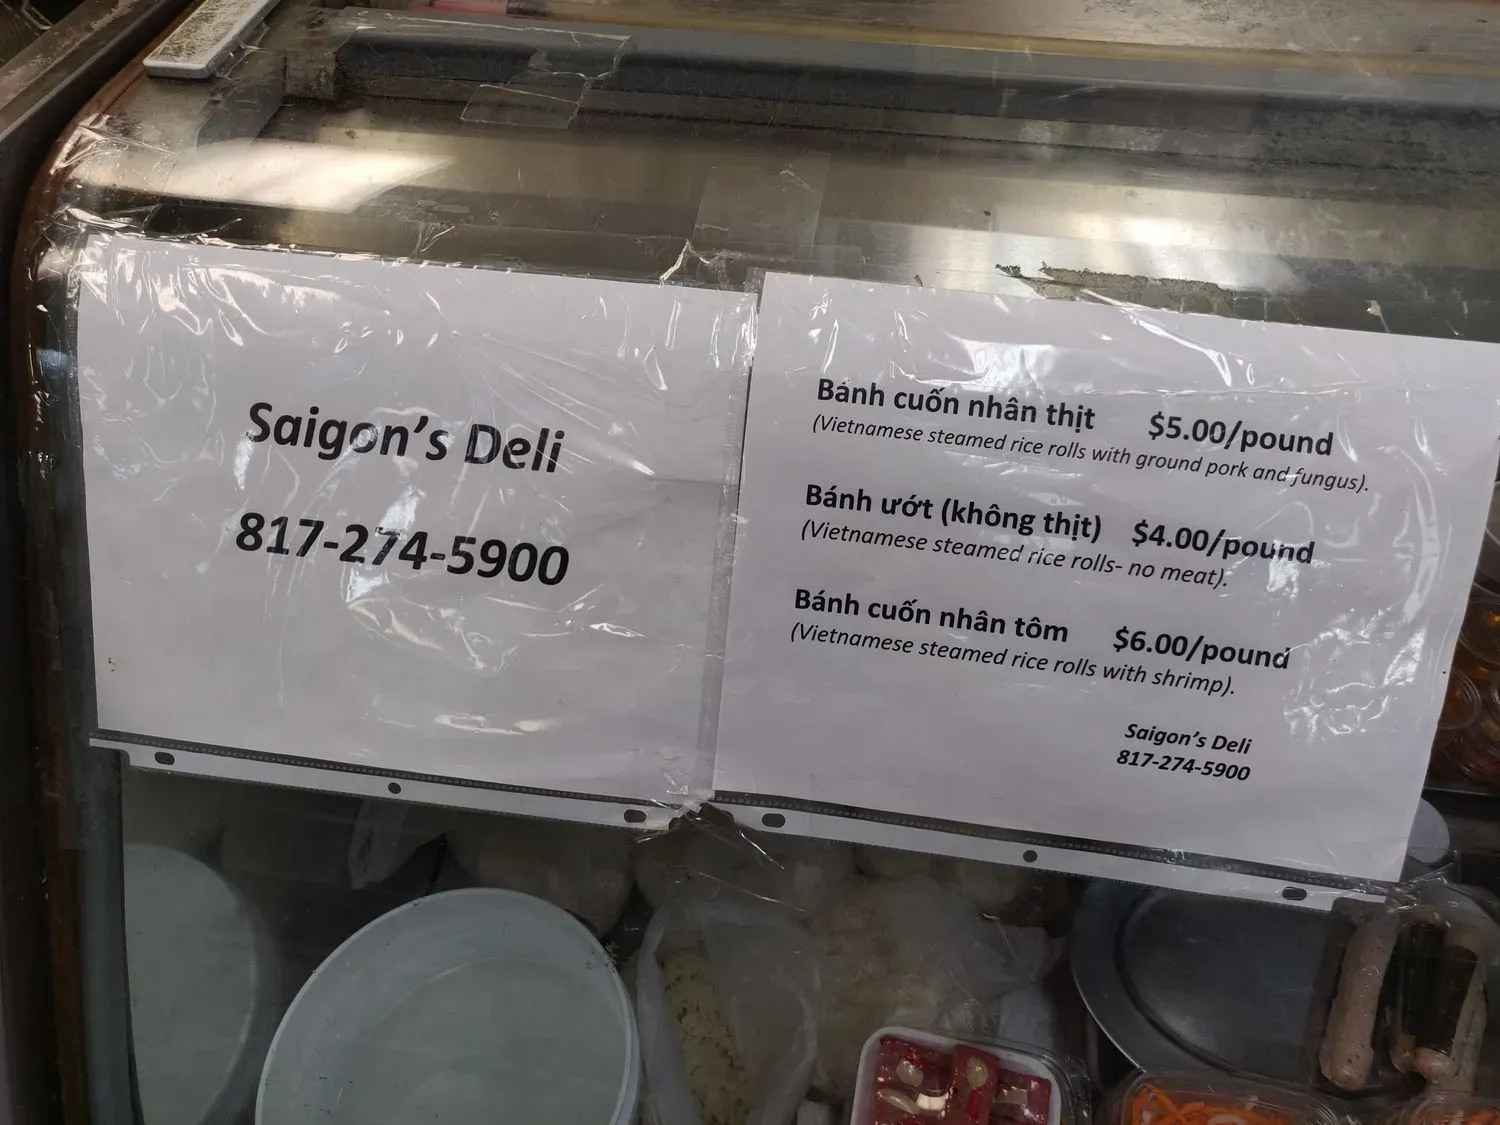 Saigon's Deli
817-274-5900
Bánh cuốn nhân thịt $5.00/pound
(Vietnamese steamed rice rolls with ground pork and fungus).
Bánh ướt (không thịt) $4.00/pound
(Vietnamese steamed rice rolls- no meat).
Bánh cuốn nhân tôm $6.00/pound
(Vietnamese steamed rice rolls with shrimp).
Saigon's Deli
817-274-5900